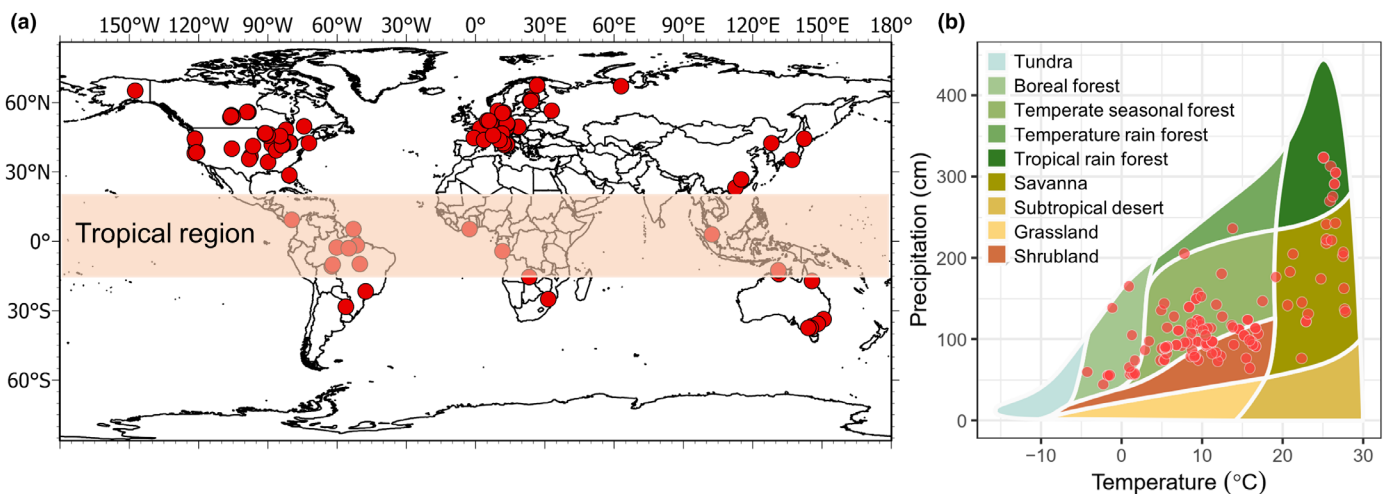 (a)
150°W 120°W 90°W 60°W 30°W 0° 30°E 60°E 90°E 120°E 150°E 180°
60°N
30°N
0°
30°S
60°S
Tropical region
(b)
Precipitation (cm)
400
300
200
100
0
Tundra
Boreal forest
Temperate seasonal forest
Temperature rain forest
Tropical rain forest
Savanna
Subtropical desert
Grassland
Shrubland
−10 0 10 20 30
Temperature (°C)